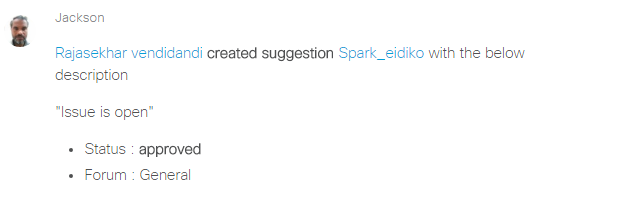 Jackson
Rajasekhar vendidandi created suggestion Spark_eidiko with the below
description
"Issue is open"
• Status : approved
• Forum : General